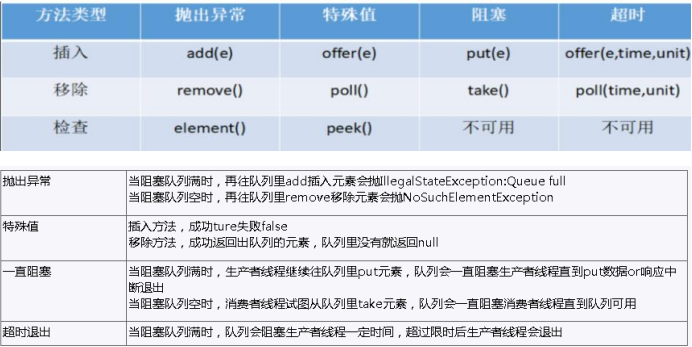 方法类型 抛出异常 特殊值 阻塞 超时
插入 add(e) offer(e) put(e) offer(e,time,unit)
移除 remove() poll() take() poll(time,unit)
检查 element() peek() 不可用 不可用
抛出异常 当阻塞队列满时，再往队列里add插入元素会抛IllegalStateException:Queue full
当阻塞队列空时，再往队列里remove移除元素会抛NoSuchElementException
特殊值 插入方法，成功ture失败false
移除方法，成功返回出队列的元素，队列里没有就返回null
一直阻塞 当阻塞队列满时，生产者线程继续往队列里put元素，队列会一直阻塞生产者线程直到put数据or响应中
断退出
当阻塞队列空时，消费者线程试图从队列里take元素，队列会一直阻塞消费者线程直到队列可用
超时退出 当阻塞队列满时，队列会阻塞生产者线程一定时间，超过限时后生产者线程会退出